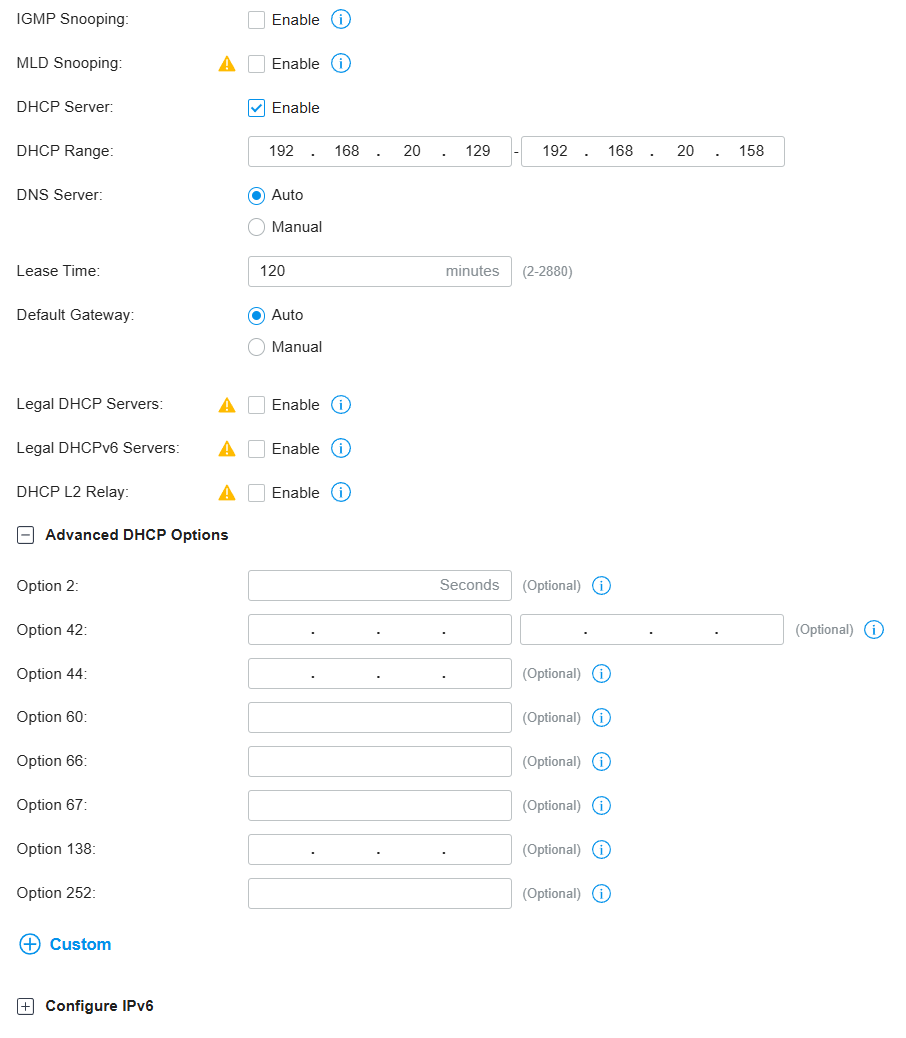 IGMP Snooping: Enable
MLD Snooping: Enable
DHCP Server: Enable
DHCP Range: 192 . 168 . 20 . 129 - 192 . 168 . 20 . 158
DNS Server: Auto
Manual
Lease Time: 120 minutes (2-2880)
Default Gateway: Auto
Manual
Legal DHCP Servers: Enable
Legal DHCPv6 Servers: Enable
DHCP L2 Relay: Enable
Advanced DHCP Options
Option 2: Seconds (Optional)
Option 42: . . . . . . (Optional)
Option 44: . . . (Optional)
Option 60: (Optional)
Option 66: (Optional)
Option 67: (Optional)
Option 138: . . . (Optional)
Option 252: (Optional)
Custom
Configure IPv6